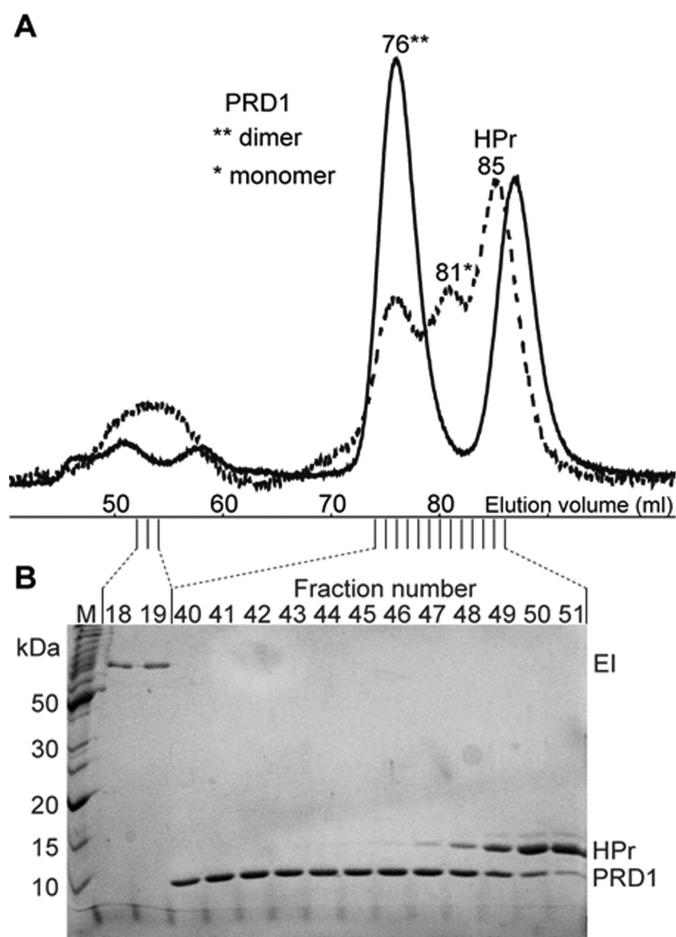 A
76**
PRD1
** dimer
* monomer
HPr
85
81*
50 60 70 80 Elution volume (ml)
B
Fraction number
M 18 19 40 41 42 43 44 45 46 47 48 49 50 51
kDa
EI
50
30
20
15
HPr
PRD1
10